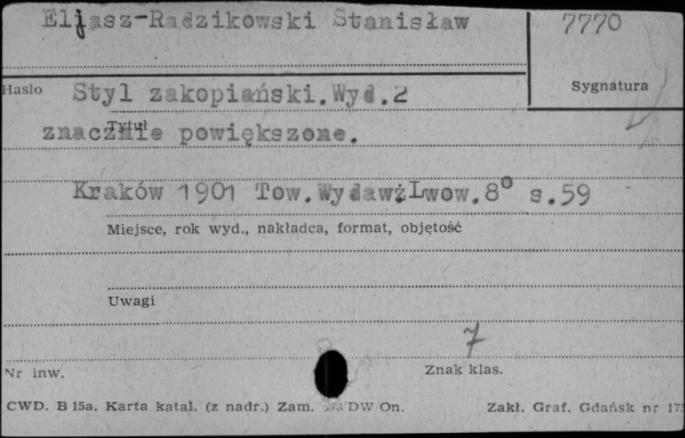 Eljasz-Radzikowski Stanisław
7770
Hasło
Sygnatura
Styl zakopiański.Wyd.2
Tytuł
znacznie powiększone.
Kraków 1901 Tow.WydawżLwow.8° s.59
Miejsce, rok wyd., nakładca, format, objętość
Uwagi
7
Nr inw.
Znak klas.
CWD. B 15a. Karta katal. (z nadr.) Zam. DW On.
Zakł. Graf. Gdańsk nr